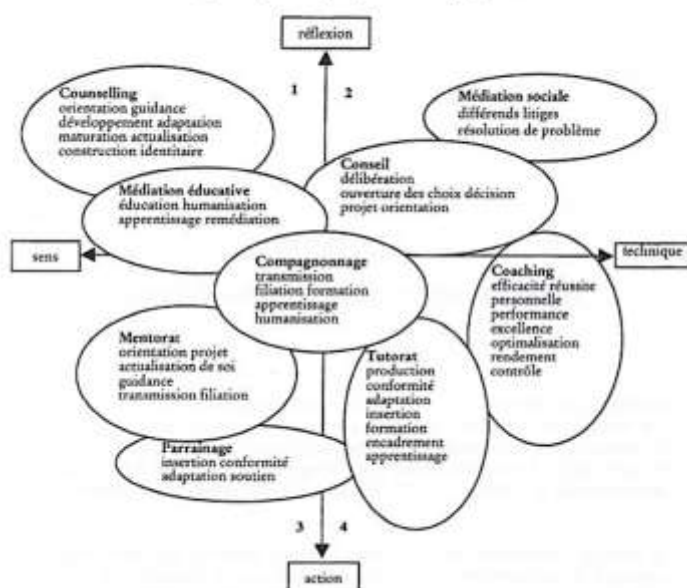 réflexion
1 2
Counselling
orientation guidance
développement adaptation
maturation actualisation
construction identitaire
Médiation sociale
différends litiges
résolution de problème
Conseil
délibération
ouverture des choix décision
projet orientation
Médiation éducative
éducation humanisation
apprentissage remédiation
sens
technique
Compagnonnage
transmission
filiation formation
apprentissage
humanisation
Coaching
efficacité réussite
personnelle
performance
excellence
optimalisation
rendement
contrôle
Mentorat
orientation projet
actualisation de soi
guidance
transmission filiation
Tutorat
production
conformité
adaptation
insertion
formation
encadrement
apprentissage
Parrainage
insertion conformité
adaptation soutien
3 4
action